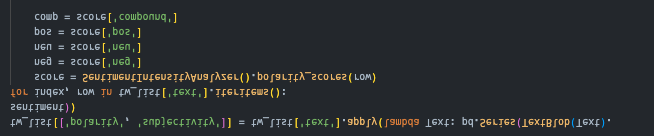 tw_list[['polarity', 'subjectivity']] = tw_list['text'].apply(lambda Text: pd.Series(TextBlob(Text).
sentiment))
for index, row in tw_list['text'].iteritems():
    score = SentimentIntensityAnalyzer().polarity_scores(row)
    neg = score['neg']
    neu = score['neu']
    pos = score['pos']
    comp = score['compound']